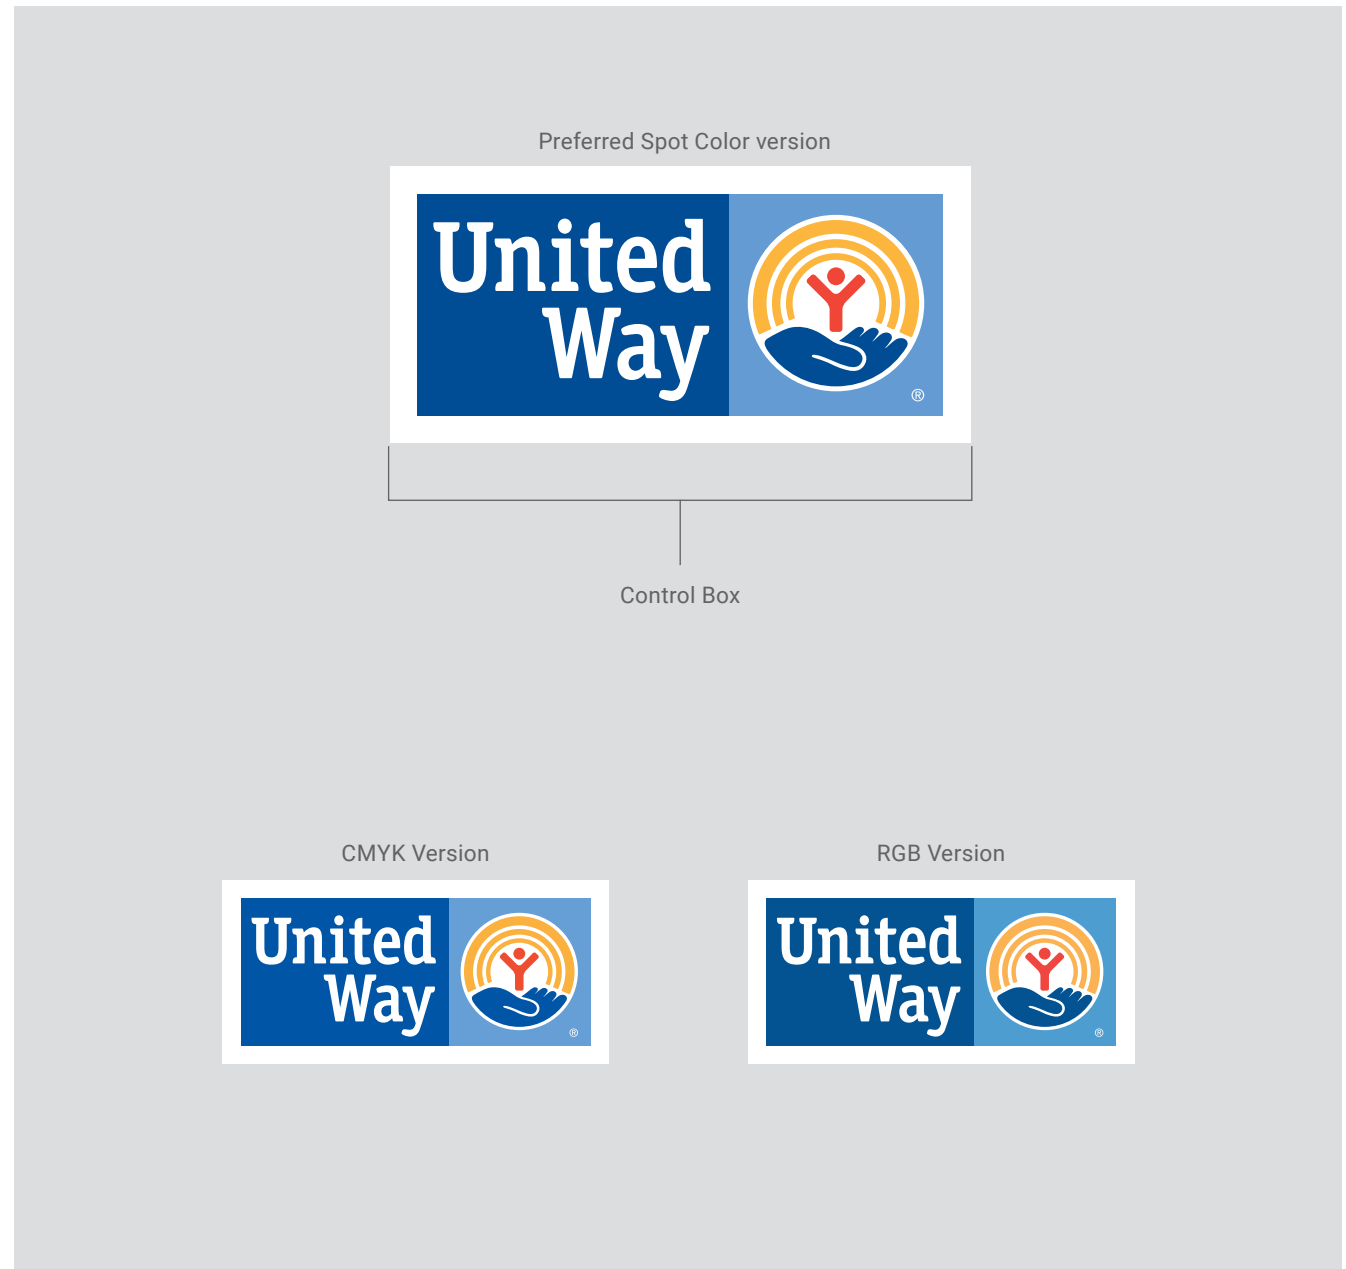 Preferred Spot Color version
United
Way
®
Control Box
CMYK Version
United
Way
®
RGB Version
United
Way
®